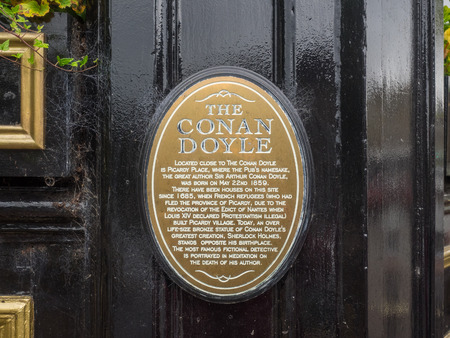 THE
CONAN
DOYLE
LOCATED CLOSE TO THE CONAN DOYLE
IS PICARDY PLACE, WHERE THE PUB'S NAMESAKE,
THE GREAT AUTHOR SIR ARTHUR CONAN DOYLE,
WAS BORN ON MAY 22ND 1859.
THERE HAVE BEEN HOUSES ON THIS SITE
SINCE 1685, WHEN FRENCH REFUGEES (WHO HAD
FLED THE PROVINCE OF PICARDY, DUE TO THE
REVOCATION OF THE EDICT OF NANTES WHEN
LOUIS XIV DECLARED PROTESTANTISM ILLEGAL)
BUILT PICARDY VILLAGE. TODAY, AN OVER
LIFE-SIZE BRONZE STATUE OF CONAN DOYLE'S
GREATEST CREATION, SHERLOCK HOLMES,
STANDS OPPOSITE HIS BIRTHPLACE.
THE MOST FAMOUS FICTIONAL DETECTIVE
IS PORTRAYED IN MEDITATION ON
THE DEATH OF HIS AUTHOR.